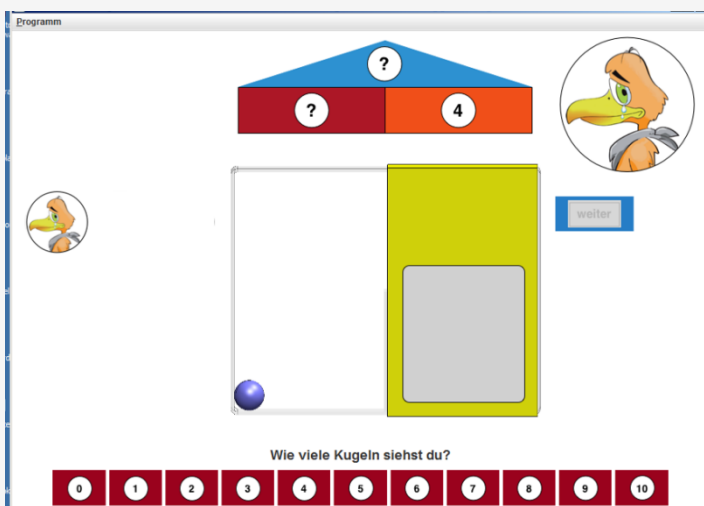 Programm
?
? 4
weiter
Wie viele Kugeln siehst du?
0 1 2 3 4 5 6 7 8 9 10